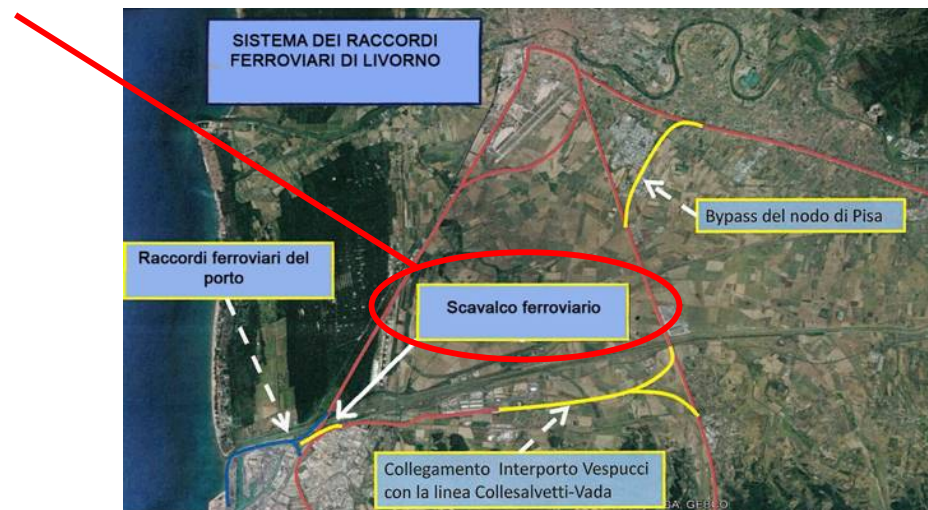 SISTEMA DEI RACCORDI
FERROVIARI DI LIVORNO
Bypass del nodo di Pisa
Raccordi ferroviari del
porto
Scavalco ferroviario
Collegamento Interporto Vespucci
con la linea Collesalvetti-Vada
GEBCO